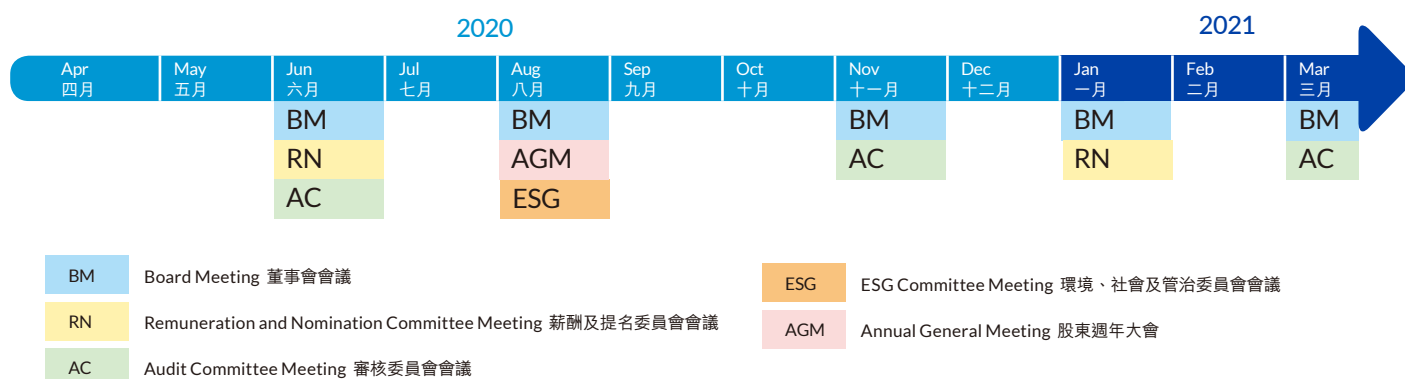 2020
2021
Apr May Jun Jul Aug Sep Oct Nov Dec Jan Feb Mar
四月 五月 六月 七月 八月 九月 十月 十一月 十二月 一月 二月 三月
BM BM BM BM BM
RN AGM AC RN AC
AC ESG
BM Board Meeting 董事會會議
RN Remuneration and Nomination Committee Meeting 薪酬及提名委員會會議
AC Audit Committee Meeting 審核委員會會議
ESG ESG Committee Meeting 環境、社會及管治委員會會議
AGM Annual General Meeting 股東週年大會